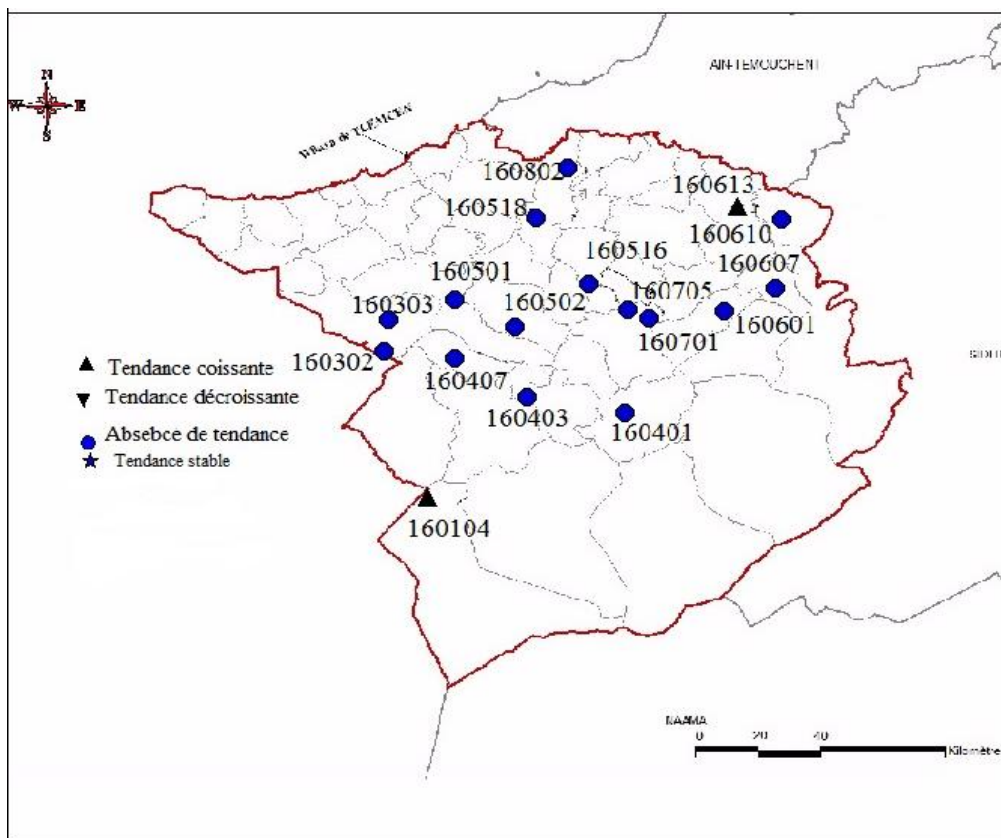 N
W E
S
AIN-TEMOUCHENT
Wilaya de TLEMCEN
160802
160613
160518
160610
160516
160501
160607
160502
160705
160303
160701
160601
160302
160407
160403
160401
160104
Tendance coissante
Tendance décroissante
Absebce de tendance
Tendance stable
NAAMA
0 20 40
Kilomètre